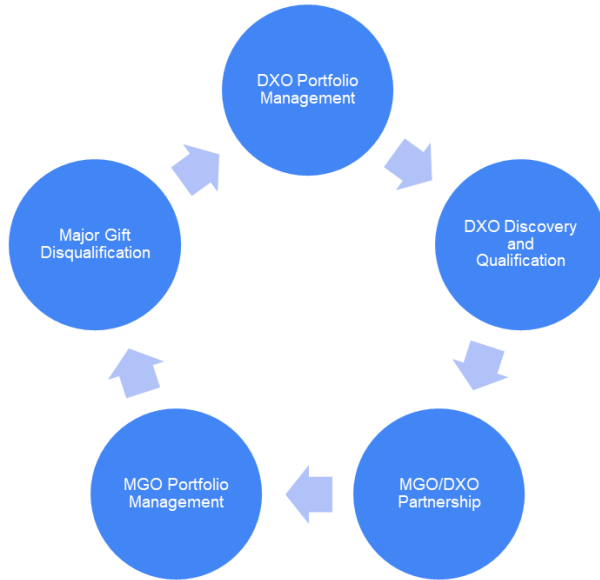 DXO Portfolio
Management
DXO Discovery
and
Qualification
MGO/DXO
Partnership
MGO Portfolio
Management
Major Gift
Disqualification